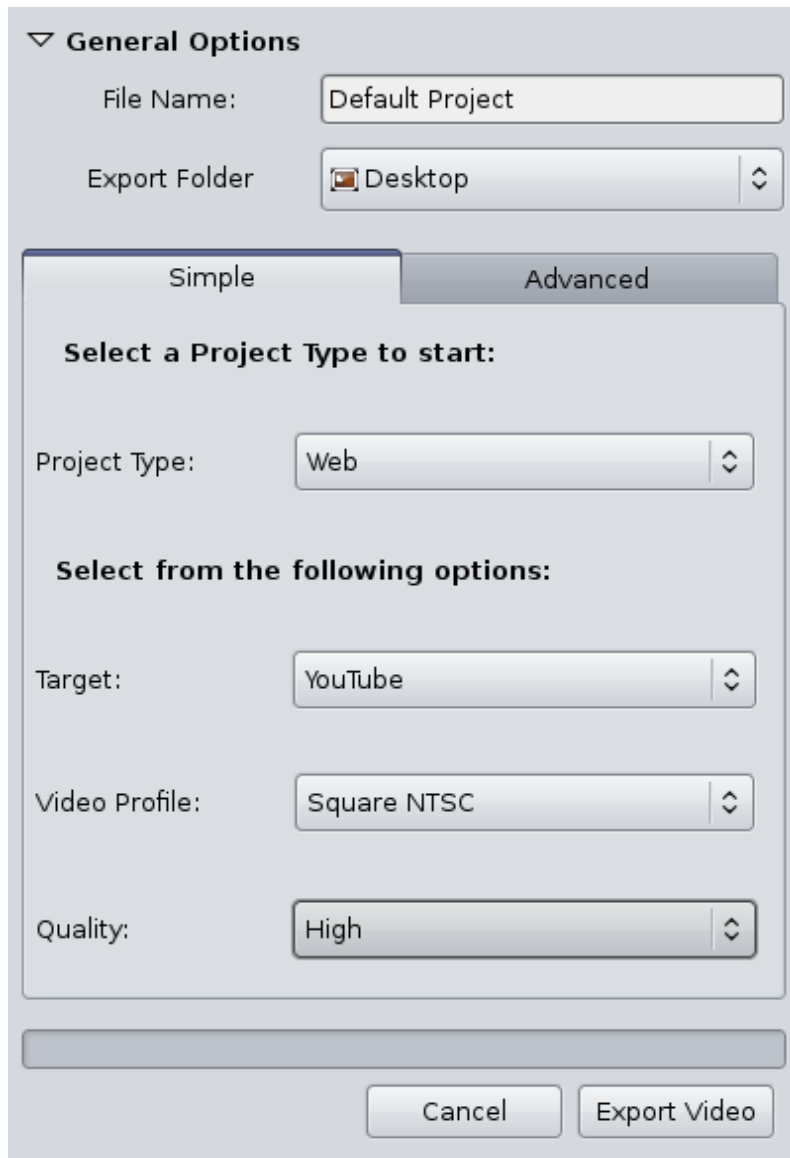 General Options
File Name: Default Project
Export Folder Desktop
Simple Advanced
Select a Project Type to start:
Project Type: Web
Select from the following options:
Target: YouTube
Video Profile: Square NTSC
Quality: High
Cancel Export Video